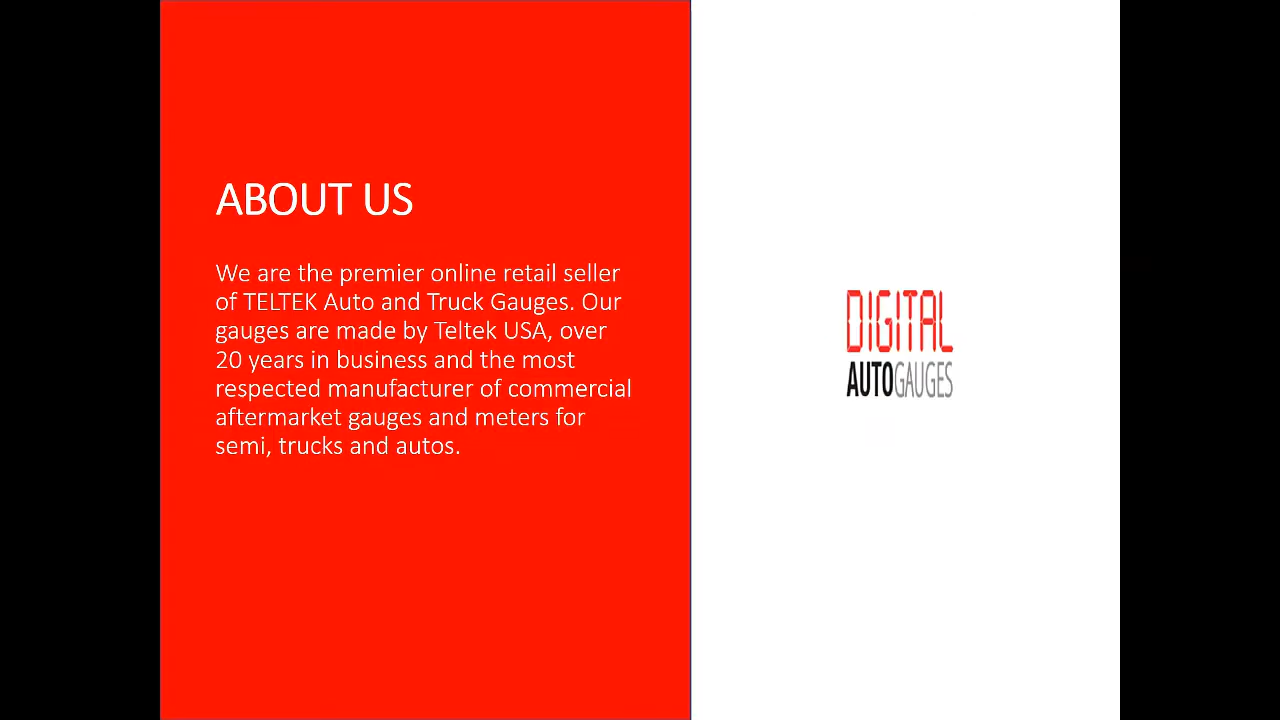 ABOUT US
We are the premier online retail seller
of TELTEK Auto and Truck Gauges. Our
gauges are made by Teltek USA, over
20 years in business and the most
respected manufacturer of commercial
aftermarket gauges and meters for
semi, trucks and autos.
DIGITAL
AUTOGAUGES